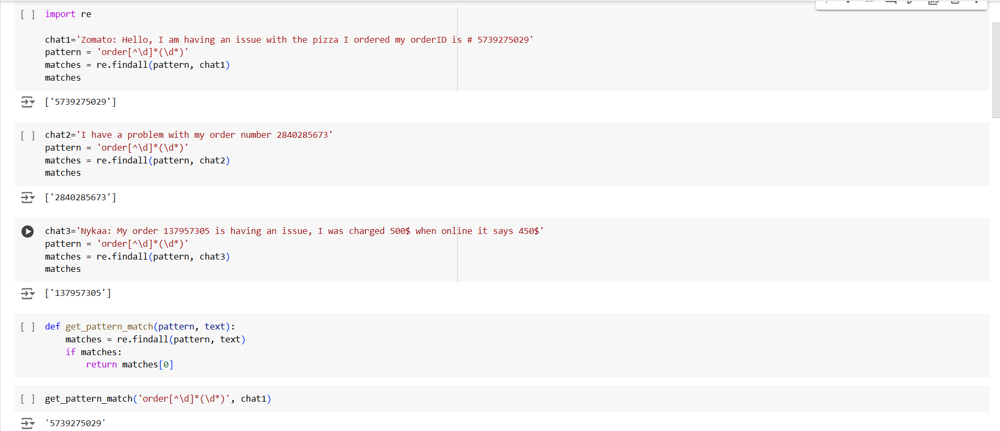 [ ] import re
chat1='Zomato: Hello, I am having an issue with the pizza I ordered my orderID is # 5739275029'
pattern = 'order[^\d]*(\d*)'
matches = re.findall(pattern, chat1)
matches
['5739275029']
[ ] chat2='I have a problem with my order number 2840285673'
pattern = 'order[^\d]*(\d*)'
matches = re.findall(pattern, chat2)
matches
['2840285673']
chat3='Nykaa: My order 137957305 is having an issue, I was charged 500$ when online it says 450$'
pattern = 'order[^\d]*(\d*)'
matches = re.findall(pattern, chat3)
matches
['137957305']
[ ] def get_pattern_match(pattern, text):
    matches = re.findall(pattern, text)
    if matches:
        return matches[0]
[ ] get_pattern_match('order[^\d]*(\d*)', chat1)
'5739275029'